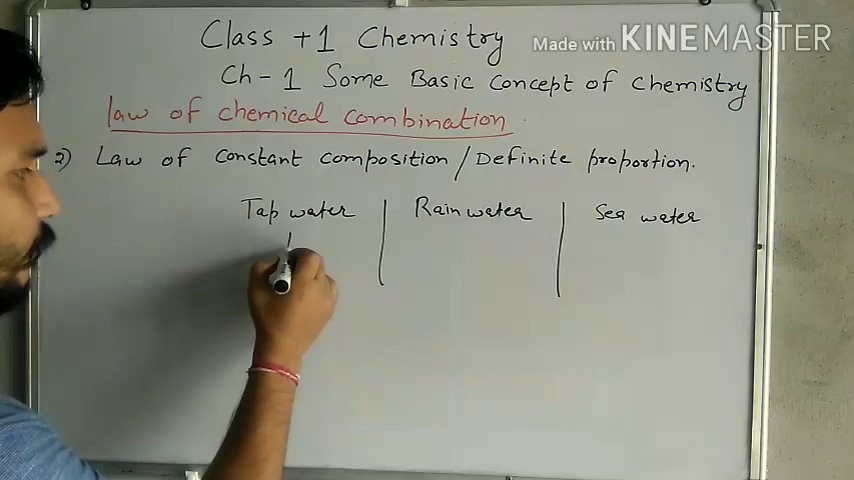 Class +1 Chemistry
Made with KINEMASTER
Ch - 1 Some Basic Concept of Chemistry
law of chemical combination
2) Law of Constant composition / Definite proportion.
Tap water | Rain water | Sea water